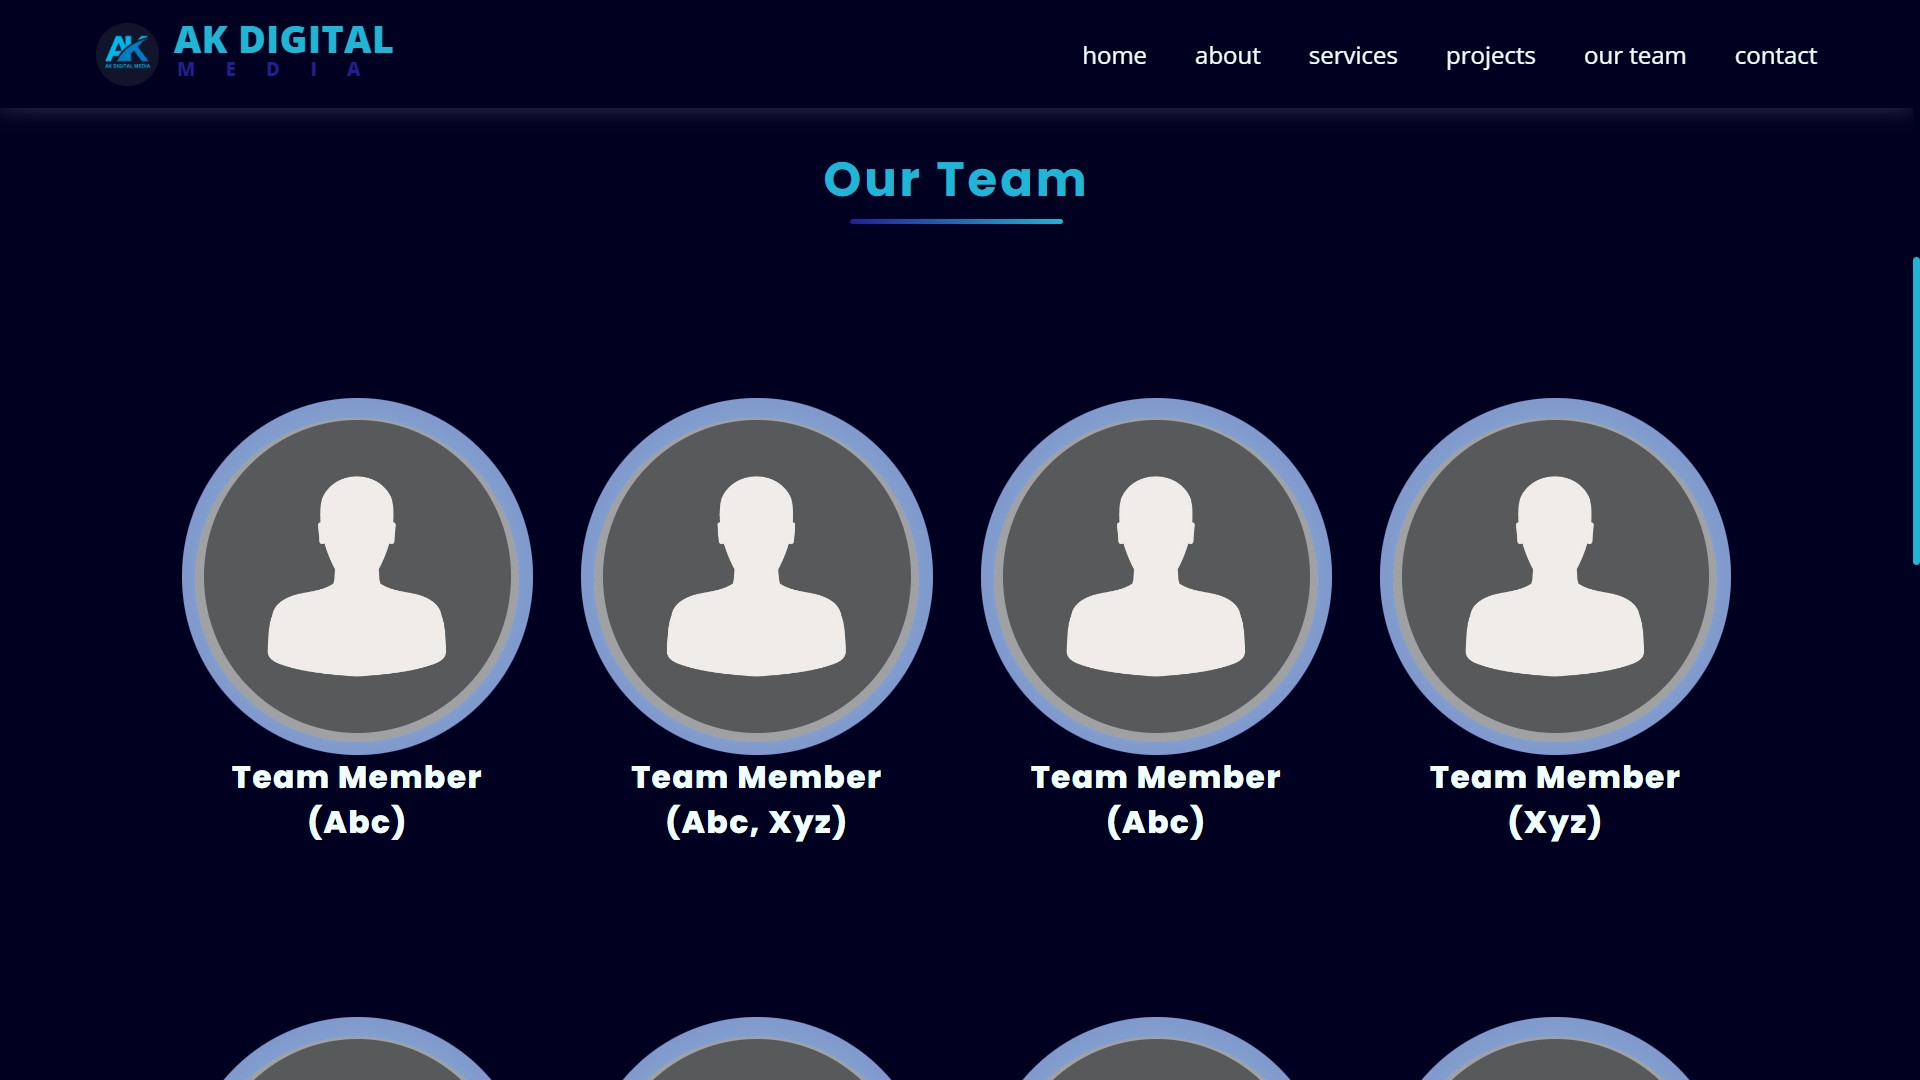 AK
AK DIGITAL MEDIA
AK DIGITAL
MEDIA
home about services projects our team contact
Our Team
Team Member
(Abc)
Team Member
(Abc, Xyz)
Team Member
(Abc)
Team Member
(Xyz)